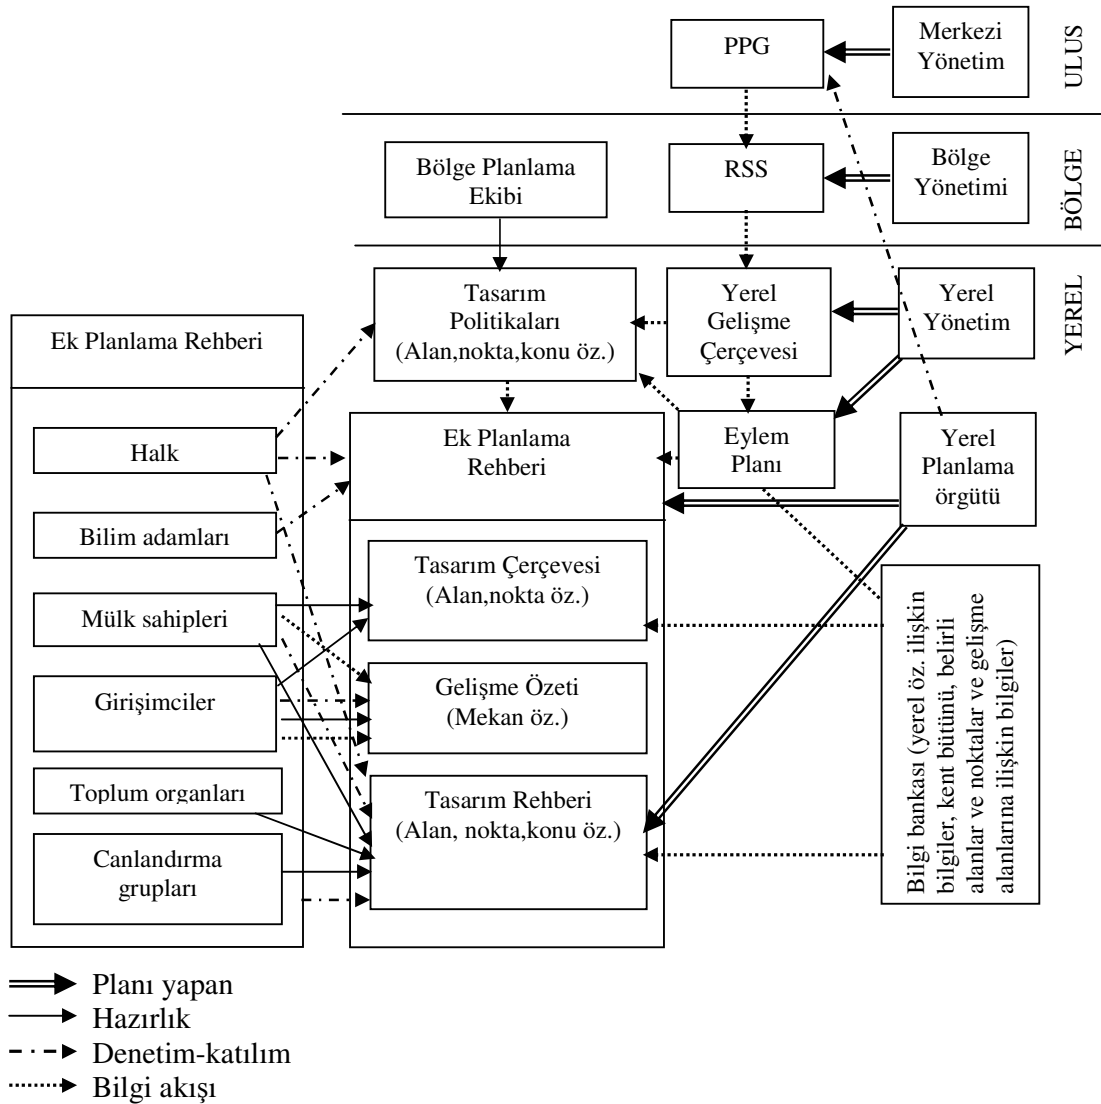 PPG
Merkezi
Yönetim
ULUS
Bölge Planlama
Ekibi
RSS
Bölge
Yönetimi
BÖLGE
Tasarım
Politikaları
(Alan,nokta,konu öz.)
Yerel
Gelişme
Çerçevesi
Yerel
Yönetim
YEREL
Ek Planlama Rehberi
Halk
Bilim adamları
Mülk sahipleri
Girişimciler
Toplum organları
Canlandırma
grupları
Ek Planlama
Rehberi
Eylem
Planı
Yerel
Planlama
örgütü
Tasarım Çerçevesi
(Alan,nokta öz.)
Gelişme Özeti
(Mekan öz.)
Tasarım Rehberi
(Alan, nokta,konu öz.)
Bilgi bankası (yerel öz. ilişkin
bilgiler, kent bütünü, belirli
alanlar ve noktalar ve gelişme
alanlarına ilişkin bilgiler)
Planı yapan
Hazırlık
Denetim-katılım
Bilgi akışı